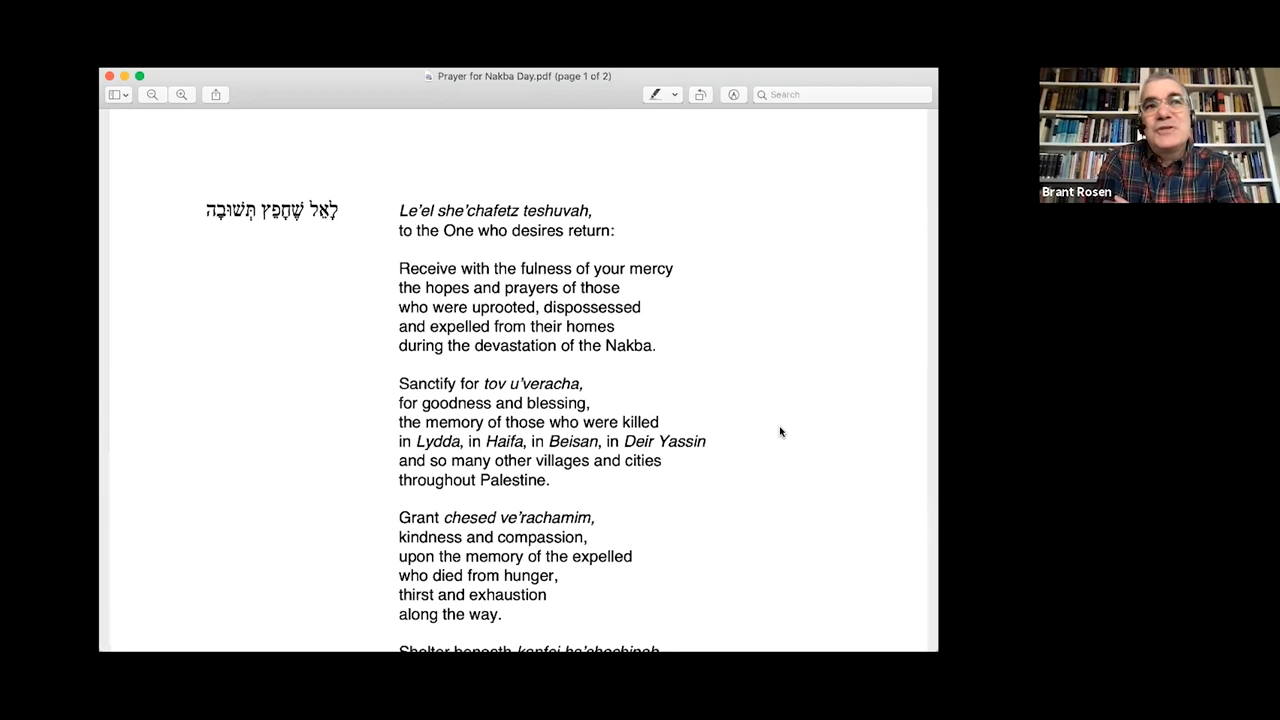 Prayer for Nakba Day.pdf (page 1 of 2)
Search
לָאֵל שֶׁחָפֵץ תְּשׁוּבָה
Le’el she’chafetz teshuvah,
to the One who desires return:
Receive with the fulness of your mercy
the hopes and prayers of those
who were uprooted, dispossessed
and expelled from their homes
during the devastation of the Nakba.
Sanctify for tov u’veracha,
for goodness and blessing,
the memory of those who were killed
in Lydda, in Haifa, in Beisan, in Deir Yassin
and so many other villages and cities
throughout Palestine.
Grant chesed ve’rachamim,
kindness and compassion,
upon the memory of the expelled
who died from hunger,
thirst and exhaustion
along the way.
Shelter beneath kanfei ha’shechinah
Brant Rosen